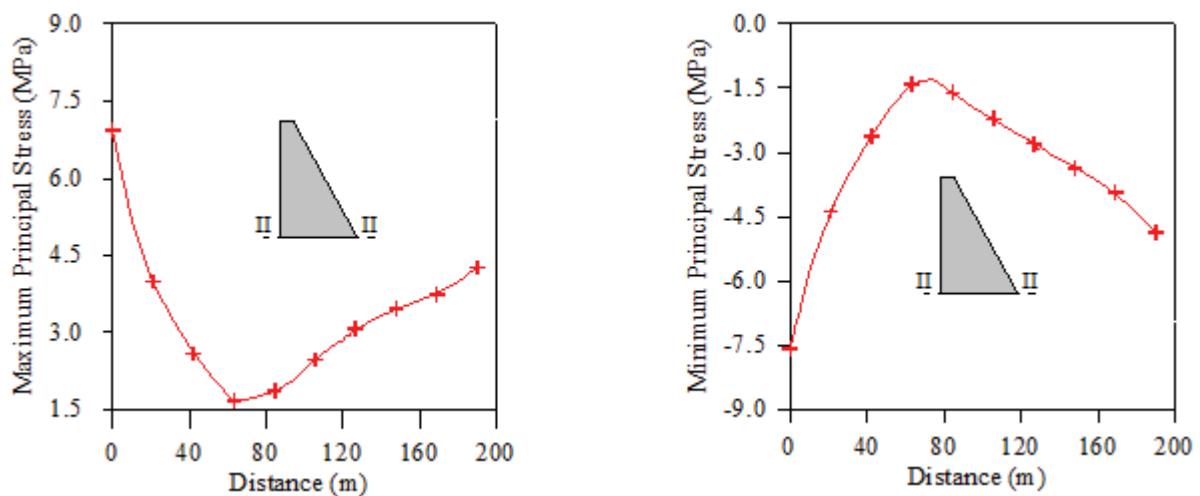 Maximum Principal Stress (MPa)
9.0
7.5
6.0
4.5
3.0
1.5
II II
0 40 80 120 160 200
Distance (m)
Minimum Principal Stress (MPa)
-0.0
-1.5
-3.0
-4.5
-6.0
-7.5
-9.0
II II
0 40 80 120 160 200
Distance (m)